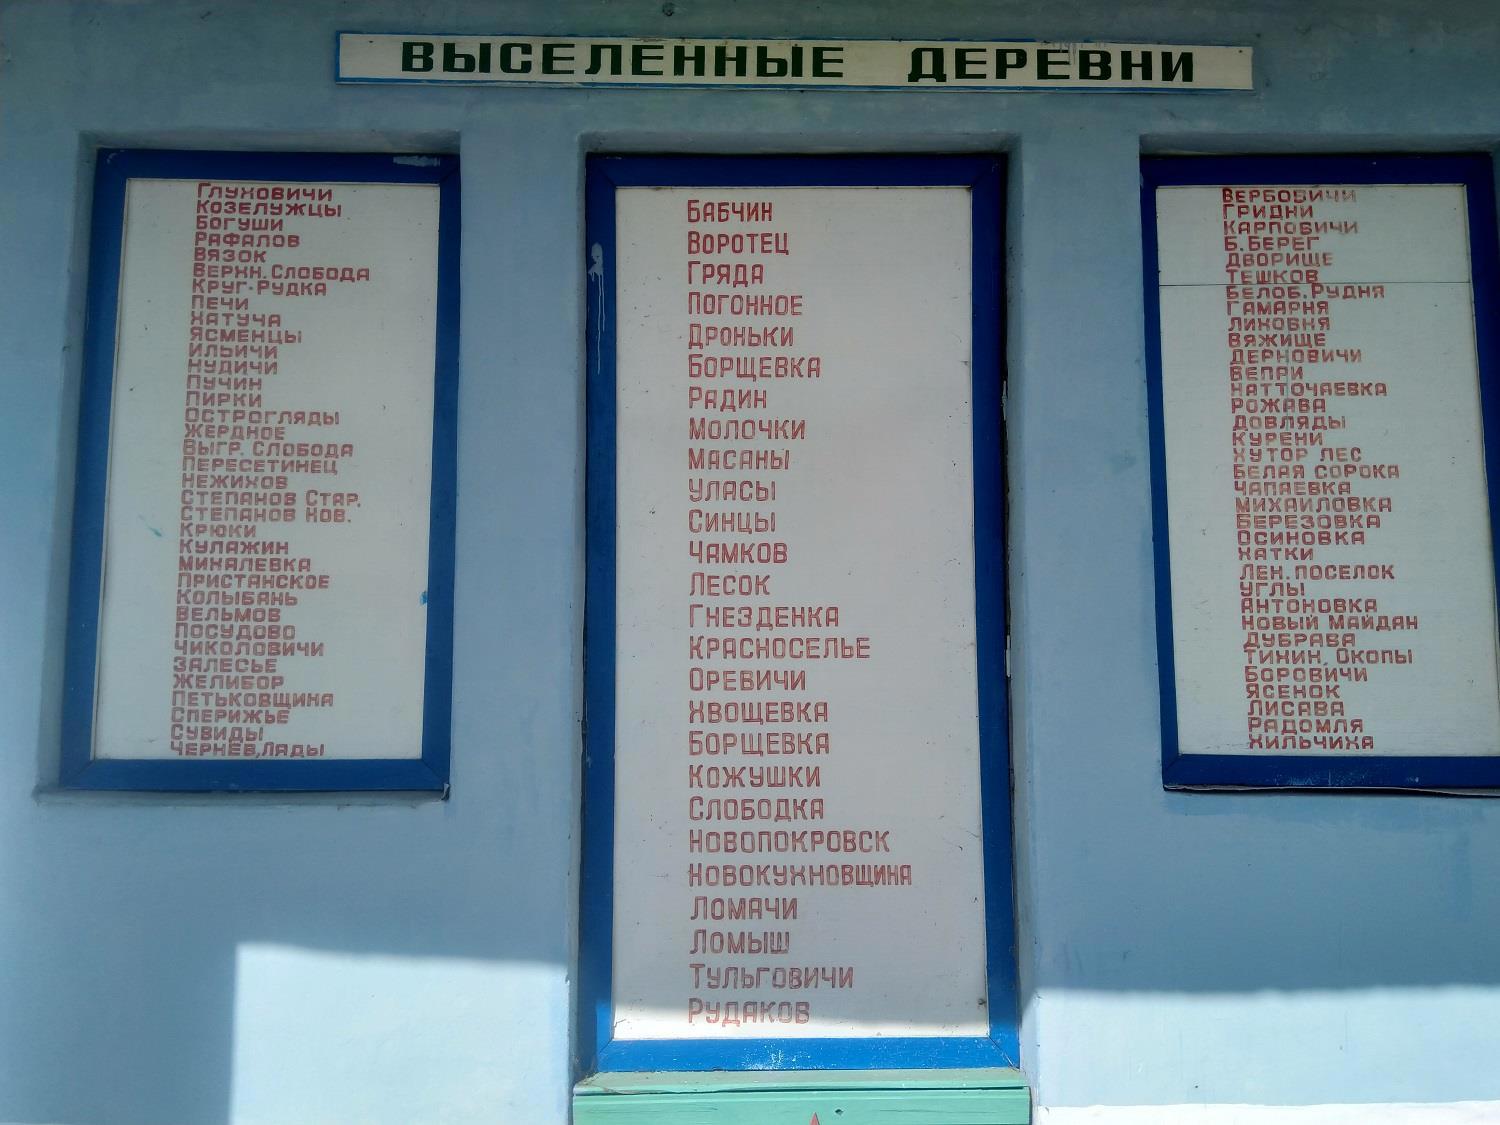 ВЫСЕЛЕННЫЕ ДЕРЕВНИ
ГЛУХОВИЧИ
КОЗЕЛУЖЦЫ
БОГУШИ
РАФАЛОВ
ВЯЗОК
ВЕРХН. СЛОБОДА
КРУГ-РУДКА
ПЕЧИ
ХАТУЧА
ЯСМЕНЦЫ
ИЛЬИЧИ
НУДИЧИ
ПУЧИН
ПИРКИ
ОСТРОГЛЯДЫ
ЖЕРДНОЕ
ВЫГР. СЛОБОДА
ПЕРЕСЕТИНЕЦ
НЕЖИХОВ
СТЕПАНОВ СТАР.
СТЕПАНОВ НОВ.
КРЮКИ
КУЛАЖИН
МИХАЛЕВКА
ПРИСТАНСКОЕ
КОЛЫБАНЬ
ВЕЛЬМОВ
ПОСУДОВО
ЧИКОЛОВИЧИ
ЗАЛЕСЬЕ
ЖЕЛИБОР
ПЕТЬКОВЩИНА
СПЕРИЖЬЕ
СУВИДЫ
ЧЕРНЕВ, ЛЯДЫ
БАБЧИН
ВОРОТЕЦ
ГРЯДА
ПОГОННОЕ
ДРОНЬКИ
БОРЩЕВКА
РАДИН
МОЛОЧКИ
МАСАНЫ
УЛАСЫ
СИНЦЫ
ЧАМКОВ
ЛЕСОК
ГНЕЗДЕНКА
КРАСНОСЕЛЬЕ
ОРЕВИЧИ
ХВОЩЕВКА
БОРЩЕВКА
КОЖУШКИ
СЛОБОДКА
НОВОПОКРОВСК
НОВОКУХНОВЩИНА
ЛОМАЧИ
ЛОМЫШ
ТУЛЬГОВИЧИ
РУДАКОВ
ВЕРБОВИЧИ
ГРИДНИ
КАРПОВИЧИ
Б. БЕРЕГ
ДВОРИЩЕ
ТЕШКОВ
БЕЛОБ. РУДНЯ
ГАМАРНЯ
ЛИХОВНЯ
ВЯЖИЩЕ
ДЕРНОВИЧИ
ВЕПРИ
НАТТОЧАЕВКА
РОЖАВА
ДОВЛЯДЫ
КУРЕНИ
ХУТОР ЛЕС
БЕЛАЯ СОРОКА
ЧАПАЕВКА
МИХАЙЛОВКА
БЕРЕЗОВКА
ОСИНОВКА
ХАТКИ
ЛЕН. ПОСЕЛОК
УГЛЫ
АНТОНОВКА
НОВЫЙ МАЙДАН
ДУБРАВА
ТИХИН. ОКОПЫ
БОРОВИЧИ
ЯСЕНОК
ЛИСАВА
РАДОМЛЯ
ХИЛЬЧИХА